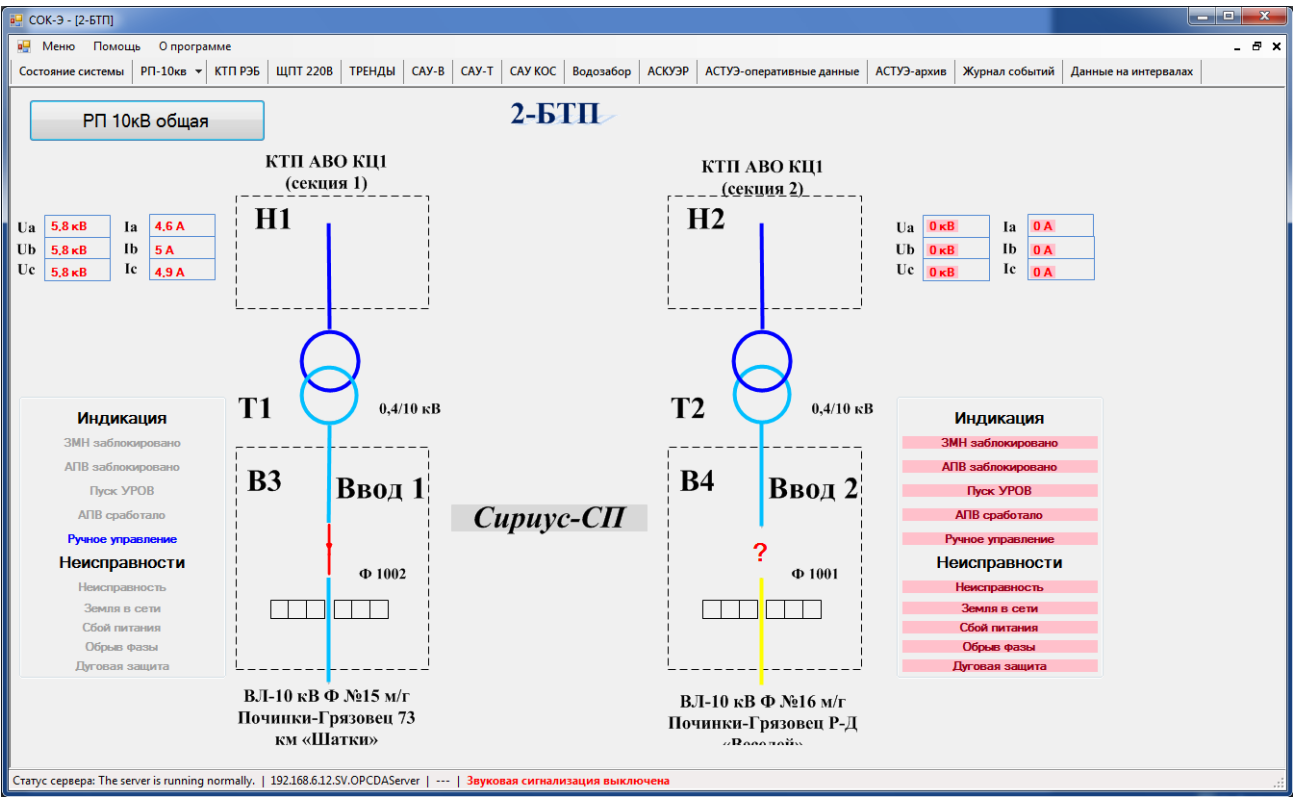 СОК-Э - [2-БТП]
Меню Помощь О программе
Состояние системы РП-10кв КТП РЭБ ЩПТ 220В ТРЕНДЫ САУ-В САУ-Т САУ КОС Водозабор АСКУЭР АСТУЭ-оперативные данные АСТУЭ-архив Журнал событий Данные на интервалах
РП 10кВ общая
2-БТП
КТП АВО КЦ1
(секция 1)
КТП АВО КЦ1
(секция 2)
H1
H2
Ua 5,8 кВ Ia 4,6 А
Ub 5,8 кВ Ib 5 А
Uc 5,8 кВ Ic 4,9 А
Ua 0 кВ Ia 0 А
Ub 0 кВ Ib 0 А
Uc 0 кВ Ic 0 А
T1
0,4/10 кВ
T2
0,4/10 кВ
Индикация
ЗМН заблокировано
АПВ заблокировано
Пуск УРОВ
АПВ сработало
Ручное управление
Неисправности
Неисправность
Земля в сети
Сбой питания
Обрыв фазы
Дуговая защита
В3
Ввод 1
Ф 1002
Сириус-СП
В4
Ввод 2
?
Ф 1001
Индикация
ЗМН заблокировано
АПВ заблокировано
Пуск УРОВ
АПВ сработало
Ручное управление
Неисправности
Неисправность
Земля в сети
Сбой питания
Обрыв фазы
Дуговая защита
ВЛ-10 кВ Ф №15 м/г
Починки-Грязовец 73
км «Шатки»
ВЛ-10 кВ Ф №16 м/г
Починки-Грязовец Р-Д
Статус сервера: The server is running normally. | 192.168.6.12.SV.OPCDAServer | --- | Звуковая сигнализация выключена